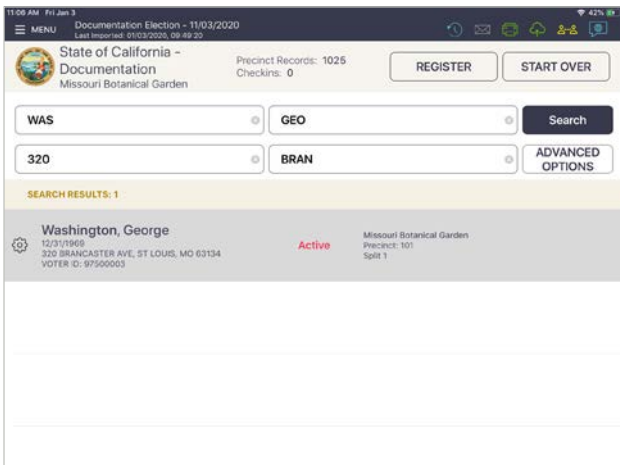 11:06 AM Fri Jan 3 42%
MENU Documentation Election - 11/03/2020
Last Imported: 01/03/2020, 09:49:20
State of California -
Documentation
Missouri Botanical Garden
Precinct Records: 1025
Checkins: 0
REGISTER START OVER
WAS GEO Search
320 BRAN ADVANCED
OPTIONS
SEARCH RESULTS: 1
Washington, George
12/31/1969
320 BRANCASTER AVE, ST LOUIS, MO 63134
VOTER ID: 97500003
Active
Missouri Botanical Garden
Precinct: 101
Split 1